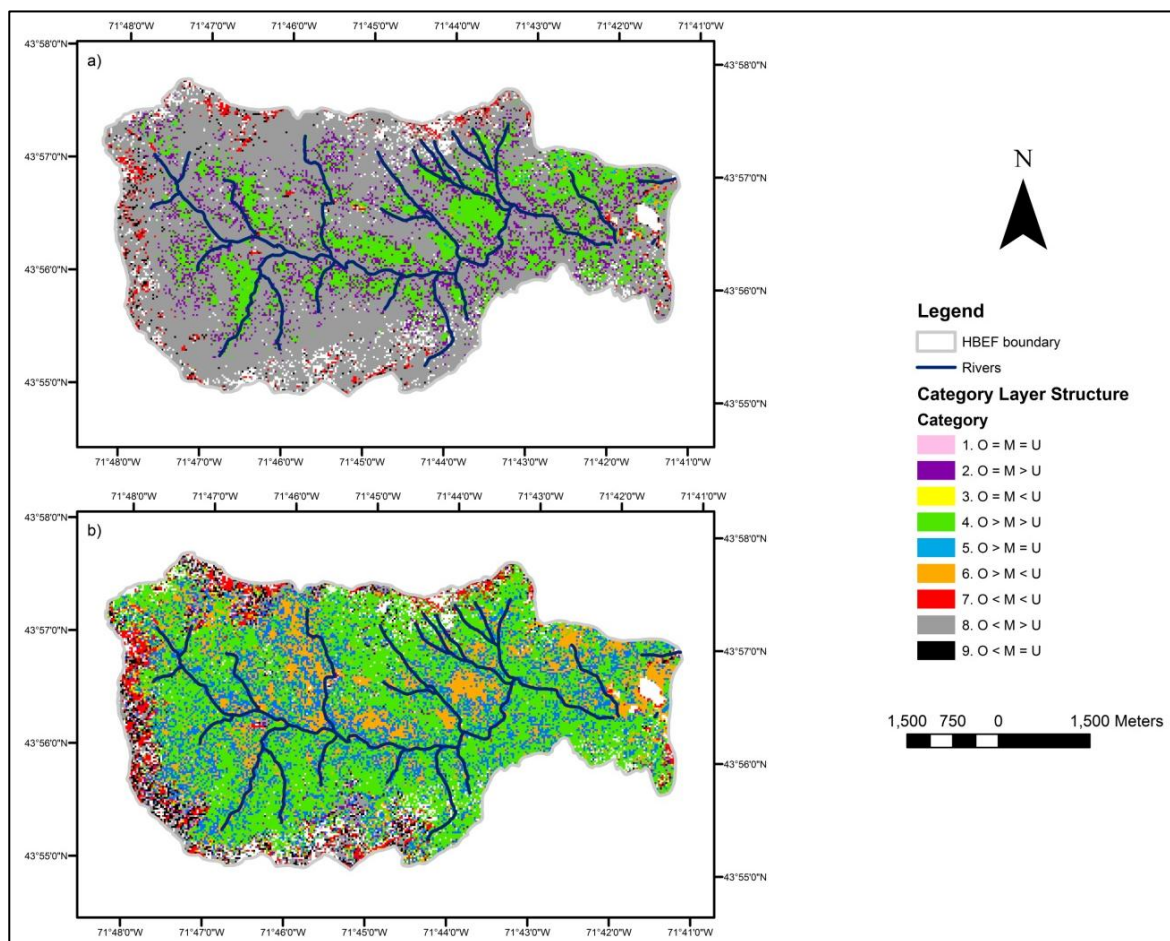 71°48'0"W 71°47'0"W 71°46'0"W 71°45'0"W 71°44'0"W 71°43'0"W 71°42'0"W 71°41'0"W
43°58'0"N
43°57'0"N
43°56'0"N
43°55'0"N
a)
43°58'0"N
43°57'0"N
43°56'0"N
43°55'0"N
71°48'0"W 71°47'0"W 71°46'0"W 71°45'0"W 71°44'0"W 71°43'0"W 71°42'0"W 71°41'0"W
71°48'0"W 71°47'0"W 71°46'0"W 71°45'0"W 71°44'0"W 71°43'0"W 71°42'0"W 71°41'0"W
43°58'0"N
43°57'0"N
43°56'0"N
43°55'0"N
b)
43°58'0"N
43°57'0"N
43°56'0"N
43°55'0"N
71°48'0"W 71°47'0"W 71°46'0"W 71°45'0"W 71°44'0"W 71°43'0"W 71°42'0"W 71°41'0"W
N
Legend
HBEF boundary
Rivers
Category Layer Structure
Category
1. O = M = U
2. O = M > U
3. O = M < U
4. O > M > U
5. O > M = U
6. O > M < U
7. O < M < U
8. O < M > U
9. O < M = U
1,500 750 0 1,500 Meters